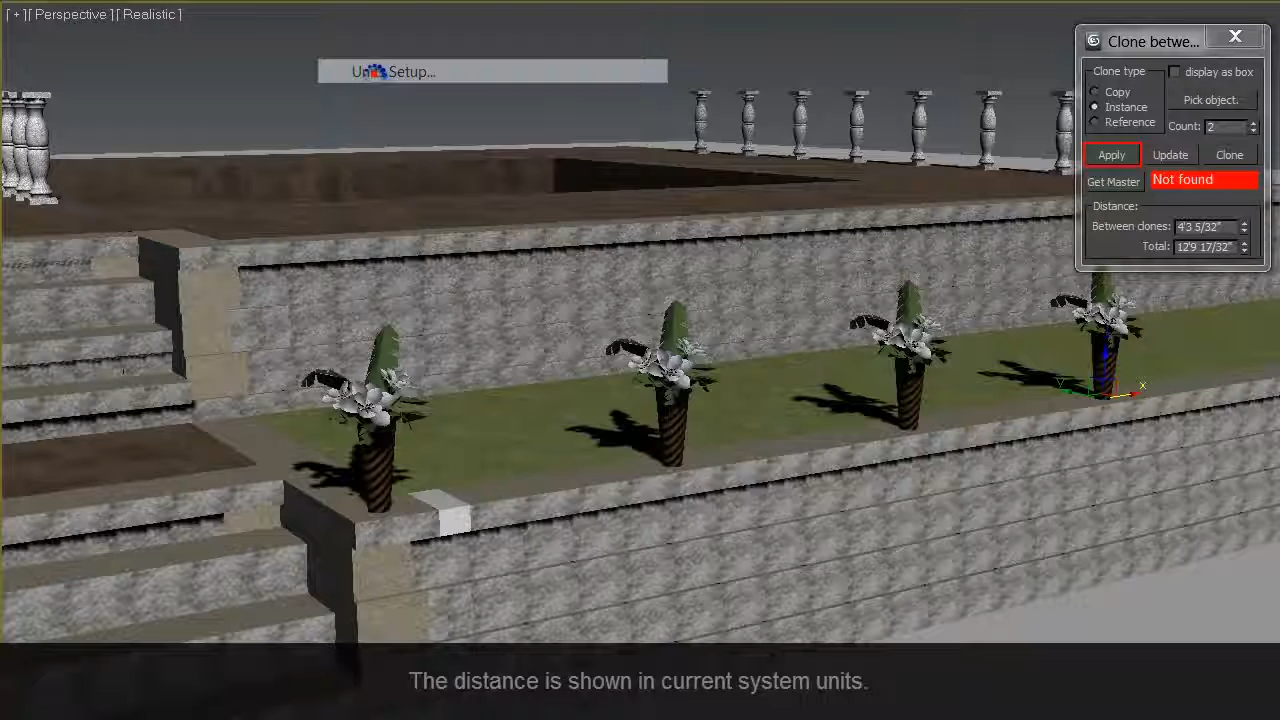 [+][Perspective][Realistic]
Units Setup...
Clone betwe...
Clone type
display as box
Copy
Instance
Reference
Pick object.
Count: 2
Apply
Update
Clone
Get Master
Not found
Distance:
Between clones: 4'3 5/32"
Total: 12'9 17/32"
Y
x
The distance is shown in current system units.